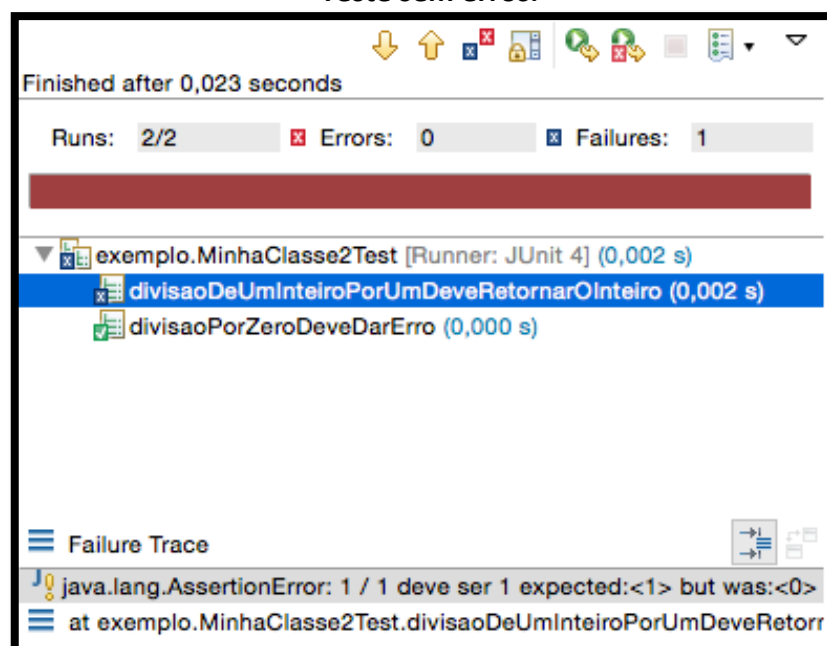 Finished after 0,023 seconds
Runs: 2/2 Errors: 0 Failures: 1
exemplo.MinhaClasse2Test [Runner: JUnit 4] (0,002 s)
divisaoDeUmInteiroPorUmDeveRetornarOInteiro (0,002 s)
divisaoPorZeroDeveDarErro (0,000 s)
Failure Trace
java.lang.AssertionError: 1 / 1 deve ser 1 expected:<1> but was:<0>
at exemplo.MinhaClasse2Test.divisaoDeUmInteiroPorUmDeveRetorr